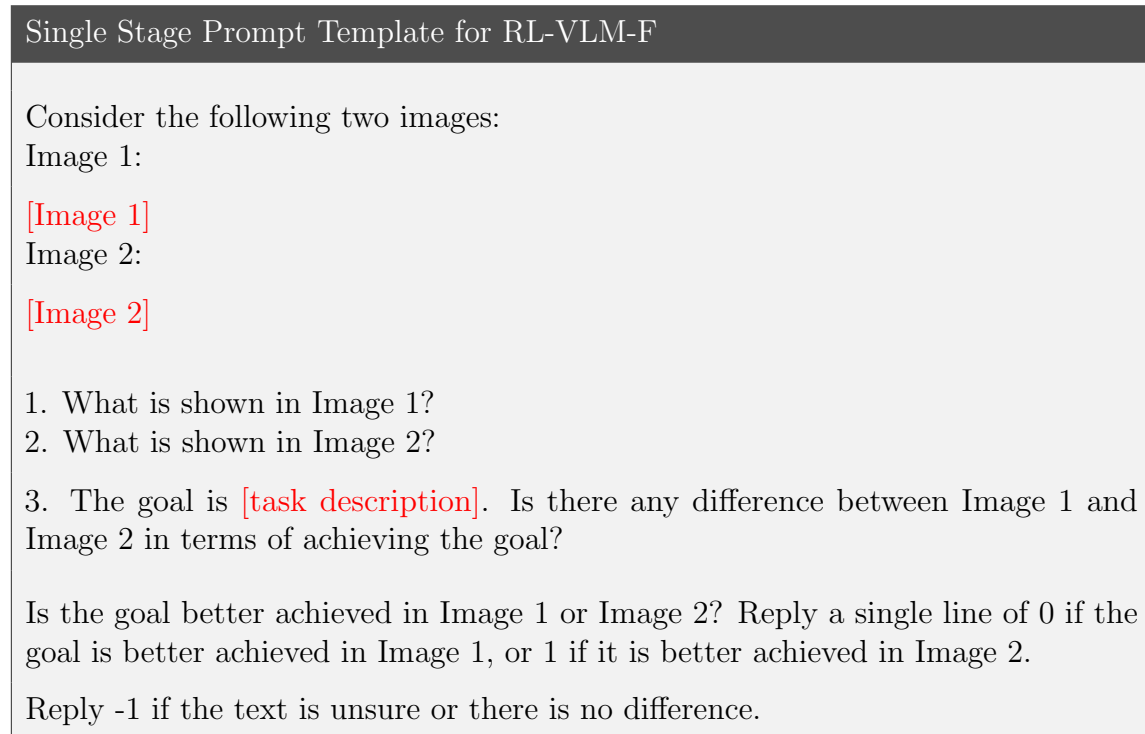 Single Stage Prompt Template for RL-VLM-F
Consider the following two images:
Image 1:
[Image 1]
Image 2:
[Image 2]
1. What is shown in Image 1?
2. What is shown in Image 2?
3. The goal is [task description]. Is there any difference between Image 1 and
Image 2 in terms of achieving the goal?
Is the goal better achieved in Image 1 or Image 2? Reply a single line of 0 if the
goal is better achieved in Image 1, or 1 if it is better achieved in Image 2.
Reply -1 if the text is unsure or there is no difference.